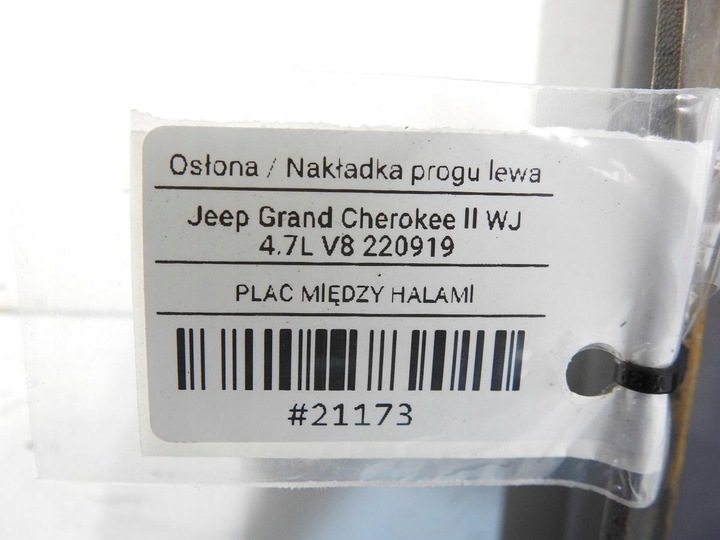 Osłona / Nakładka progu lewa
Jeep Grand Cherokee II WJ
4.7L V8 220919
PLAC MIĘDZY HALAMI
#21173